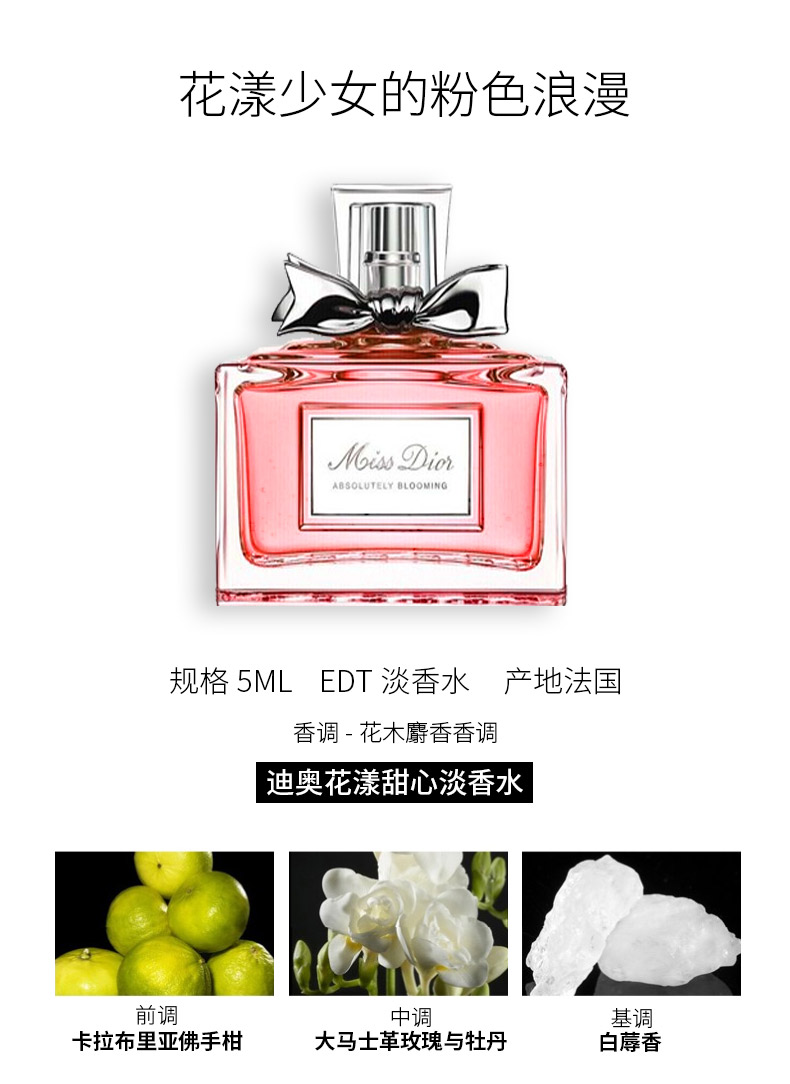 花漾少女的粉色浪漫
Miss Dior
ABSOLUTELY BLOOMING
规格 5ML EDT 淡香水 产地法国
香调 - 花木麝香香调
迪奥花漾甜心淡香水
前调
卡拉布里亚佛手柑
中调
大马士革玫瑰与牡丹
基调
白麝香